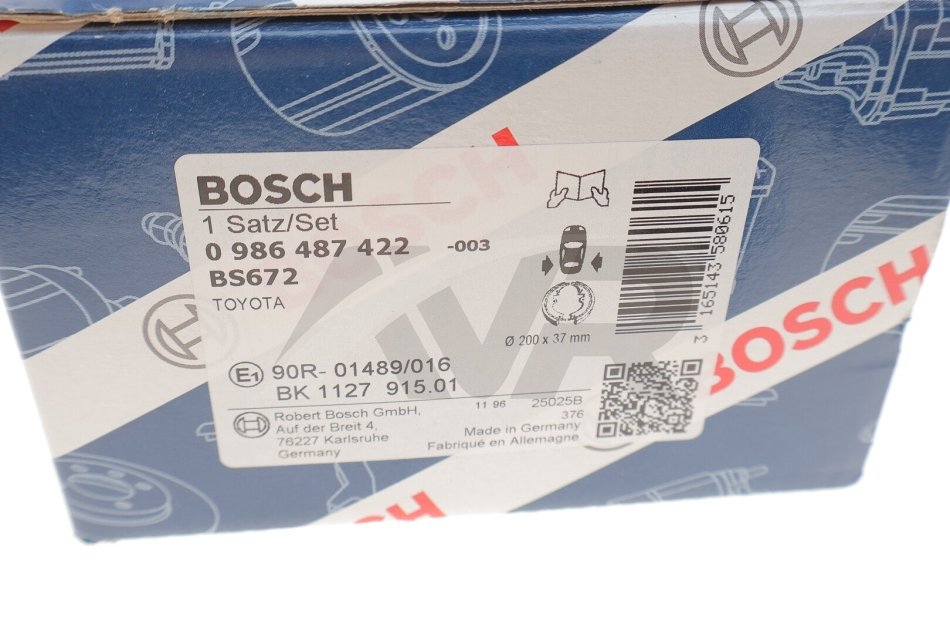 BOSCH
1 Satz/Set
0 986 487 422 -003
BS672
TOYOTA
Ø 200 x 37 mm
3 165143 580615
E1 90R- 01489/016
BK 1127 915.01
Robert Bosch GmbH,
Auf der Breit 4,
76227 Karlsruhe
Germany
11 96 25025B
376
Made in Germany
Fabriqué en Allemagne
BOSCH
BOSCH
BOSCH
IVR